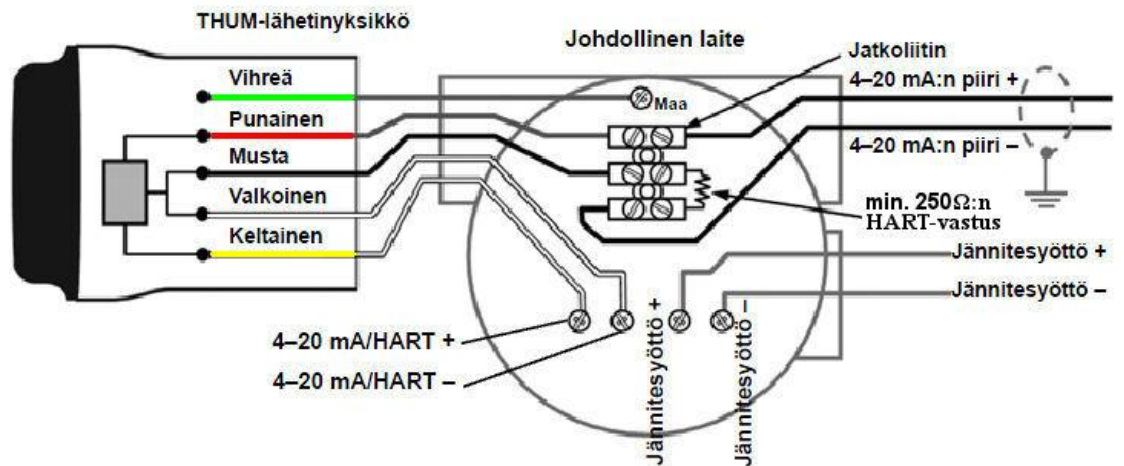 THUM-lähetinyksikkö
Johdollinen laite
Jatkoliitin
4–20 mA:n piiri +
Vihreä
Maa
Punainen
4–20 mA:n piiri –
Musta
Valkoinen
min. 250Ω:n
HART-vastus
Keltainen
Jännitesyöttö +
Jännitesyöttö –
4–20 mA/HART +
4–20 mA/HART –
Jännitesyöttö +
Jännitesyöttö –